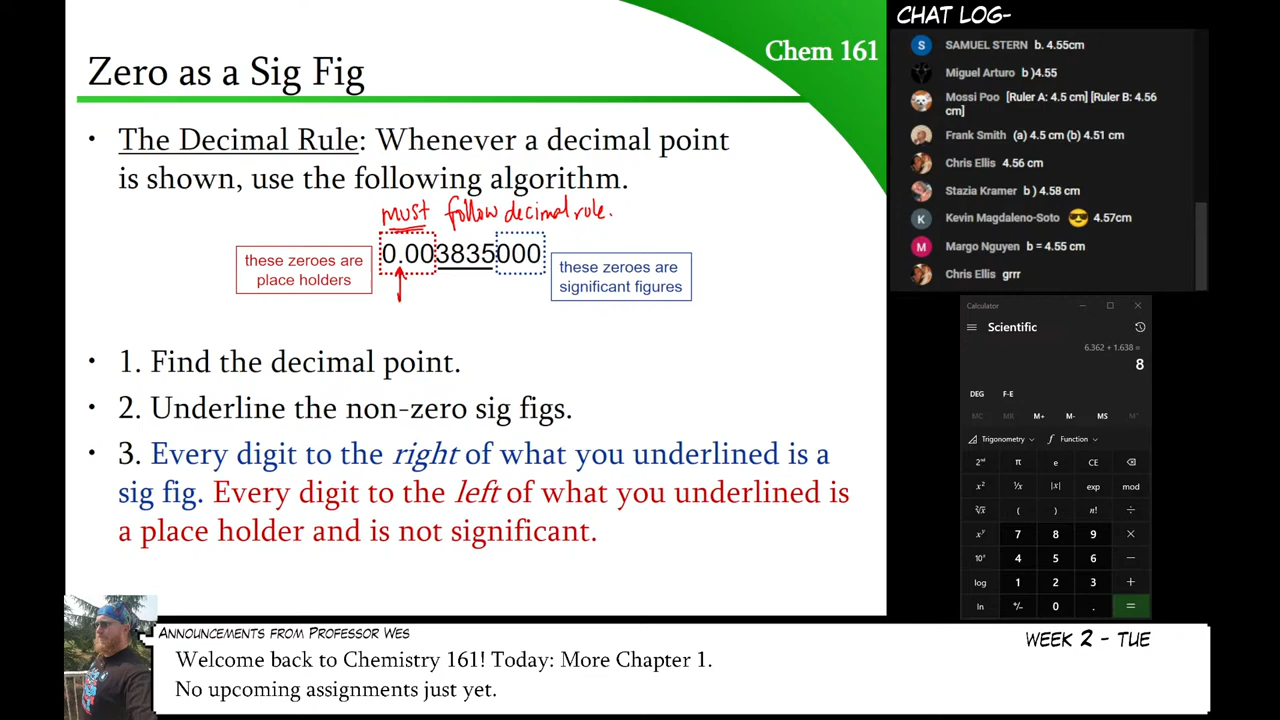 Chem 161
Zero as a Sig Fig
• The Decimal Rule: Whenever a decimal point
is shown, use the following algorithm.
must follow decimal rule.
these zeroes are
place holders
0.003835000
these zeroes are
significant figures
• 1. Find the decimal point.
• 2. Underline the non-zero sig figs.
• 3. Every digit to the right of what you underlined is a
sig fig. Every digit to the left of what you underlined is
a place holder and is not significant.
CHAT LOG-
S SAMUEL STERN b. 4.55cm
Miguel Arturo b )4.55
Mossi Poo [Ruler A: 4.5 cm] [Ruler B: 4.56
cm]
Frank Smith (a) 4.5 cm (b) 4.51 cm
Chris Ellis 4.56 cm
Stazia Kramer b ) 4.58 cm
K Kevin Magdaleno-Soto 😎 4.57cm
M Margo Nguyen b = 4.55 cm
Chris Ellis grrr
Calculator
Scientific
6.362 + 1.638 =
8
DEG F-E
MC MR M+ M- MS M˅
Trigonometry Function
2ⁿᵈ π e CE
x² ¹/x |x| exp mod
²√x ( ) n! ÷
xʸ 7 8 9 ×
10ˣ 4 5 6 −
log 1 2 3 +
ln +/− 0 . =
ANNOUNCEMENTS FROM PROFESSOR WES
Welcome back to Chemistry 161! Today: More Chapter 1.
No upcoming assignments just yet.
WEEK 2 - TUE